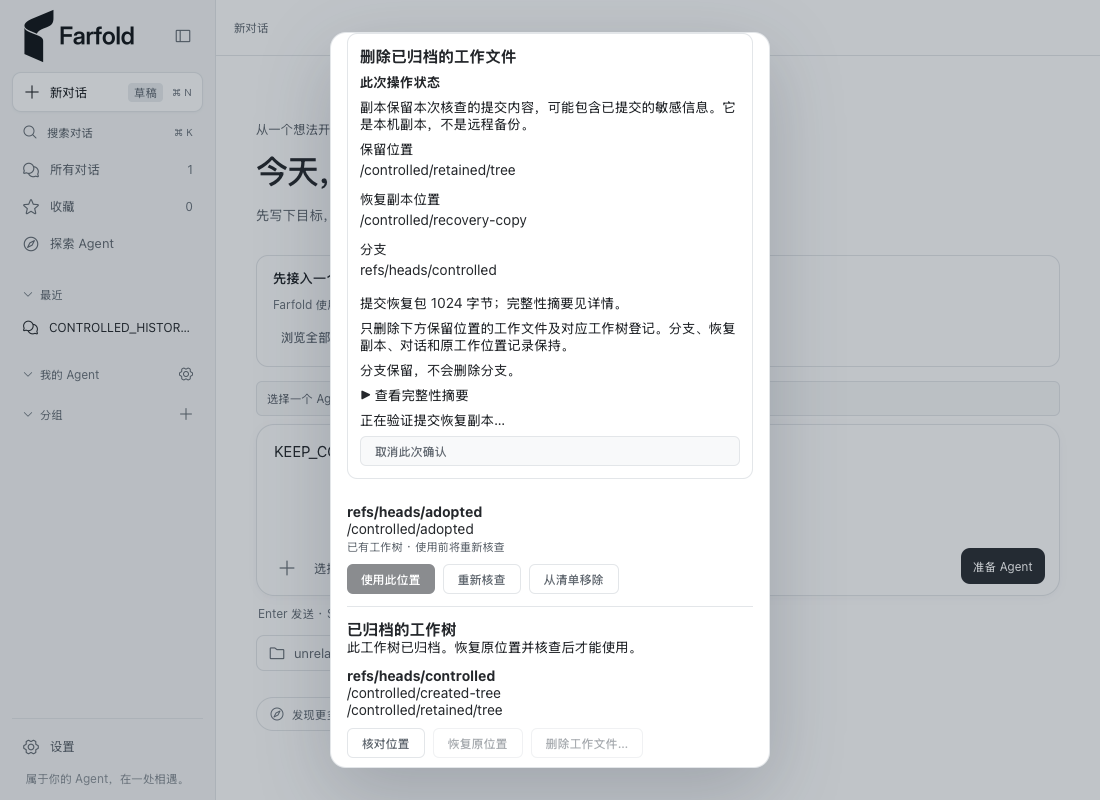 Farfold
新对话
草稿
⌘ N
搜索对话
⌘ K
所有对话
1
收藏
0
探索 Agent
最近
CONTROLLED_HISTOR...
我的 Agent
分组
设置
属于你的 Agent，在一处相遇。
新对话
从一个想法开
今天,
先写下目标,
先接入一个
Farfold 使用
浏览全部
选择一个 Ag
KEEP_CO
选择
准备 Agent
Enter 发送 · S
unrela
发现更多
删除已归档的工作文件
此次操作状态
副本保留本次核查的提交内容，可能包含已提交的敏感信息。它
是本机副本，不是远程备份。
保留位置
/controlled/retained/tree
恢复副本位置
/controlled/recovery-copy
分支
refs/heads/controlled
提交恢复包 1024 字节；完整性摘要见详情。
只删除下方保留位置的工作文件及对应工作树登记。分支、恢复
副本、对话和原工作位置记录保持。
分支保留，不会删除分支。
▶ 查看完整性摘要
正在验证提交恢复副本…
取消此次确认
refs/heads/adopted
/controlled/adopted
已有工作树 · 使用前将重新核查
使用此位置
重新核查
从清单移除
已归档的工作树
此工作树已归档。恢复原位置并核查后才能使用。
refs/heads/controlled
/controlled/created-tree
/controlled/retained/tree
核对位置
恢复原位置
删除工作文件…